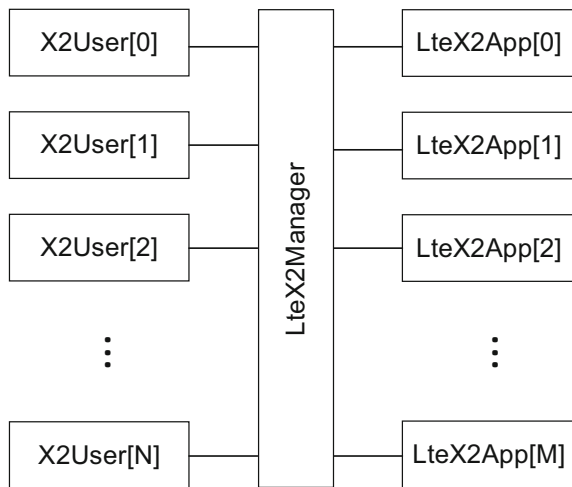 X2User[0]
X2User[1]
X2User[2]
⋮
X2User[N]
LteX2Manager
LteX2App[0]
LteX2App[1]
LteX2App[2]
⋮
LteX2App[M]